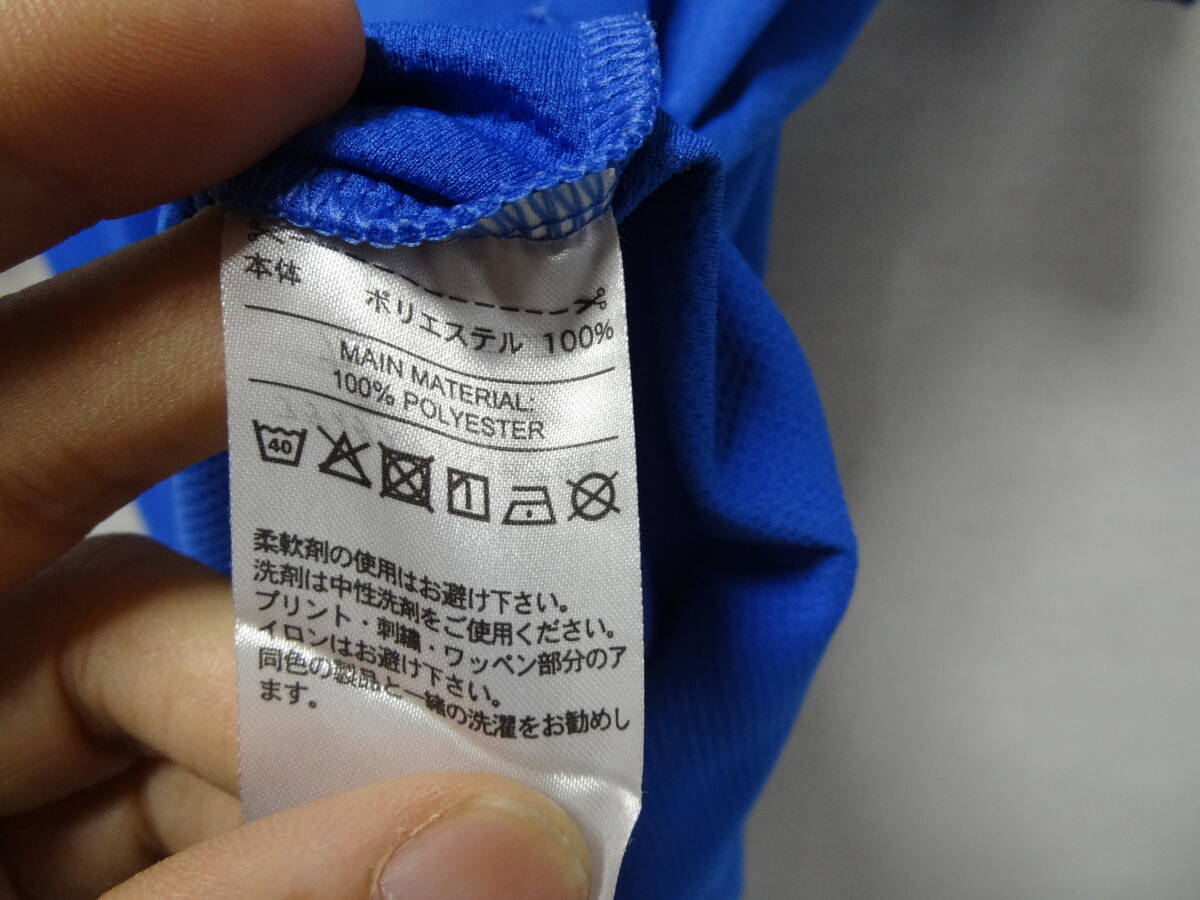 本体
ポリエステル 100%
MAIN MATERIAL:
100% POLYESTER
40
柔軟剤の使用はお避け下さい。
洗剤は中性洗剤をご使用ください。
プリント・刺繍・ワッペン部分のア
イロンはお避け下さい。
同色の製品と一緒の洗濯をお勧めし
ます。